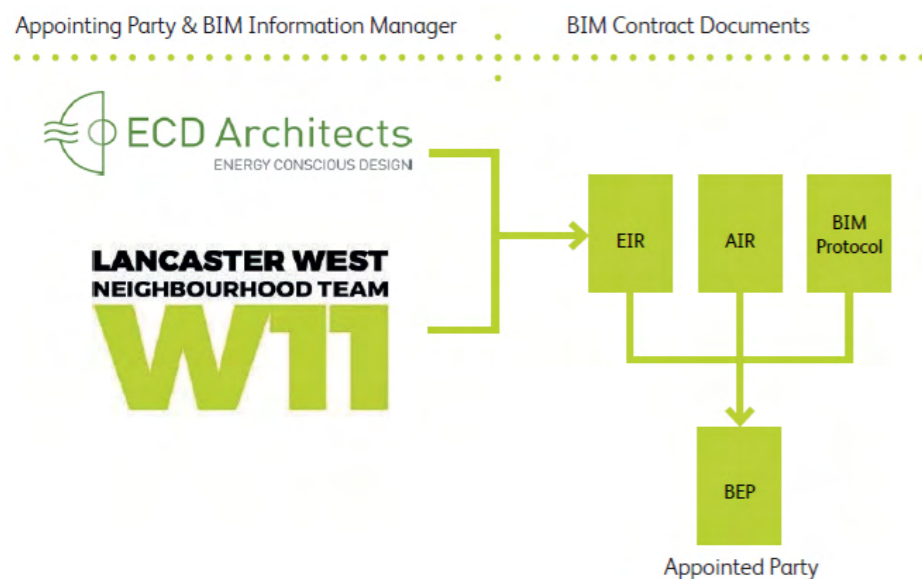 Appointing Party & BIM Information Manager
BIM Contract Documents
ECD Architects
ENERGY CONSCIOUS DESIGN
LANCASTER WEST
NEIGHBOURHOOD TEAM
W11
EIR
AIR
BIM
Protocol
BEP
Appointed Party